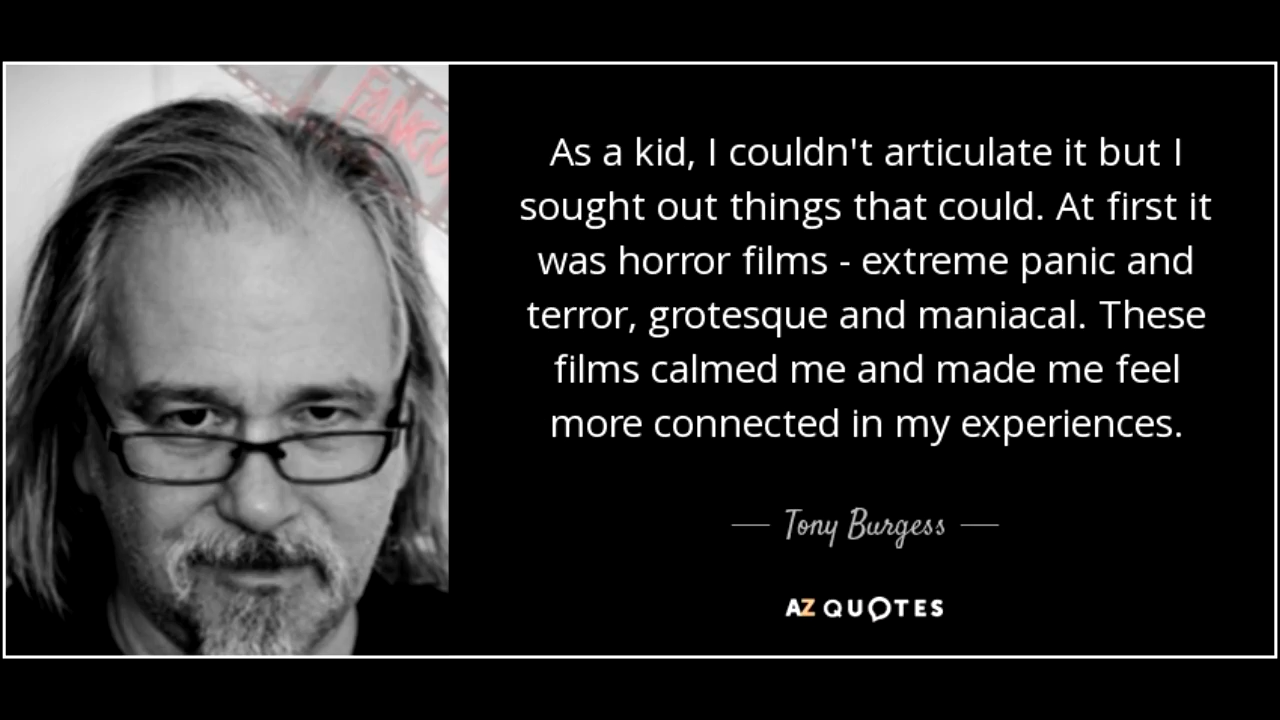 FANGO
As a kid, I couldn't articulate it but I
sought out things that could. At first it
was horror films - extreme panic and
terror, grotesque and maniacal. These
films calmed me and made me feel
more connected in my experiences.
Tony Burgess
AZ QUOTES